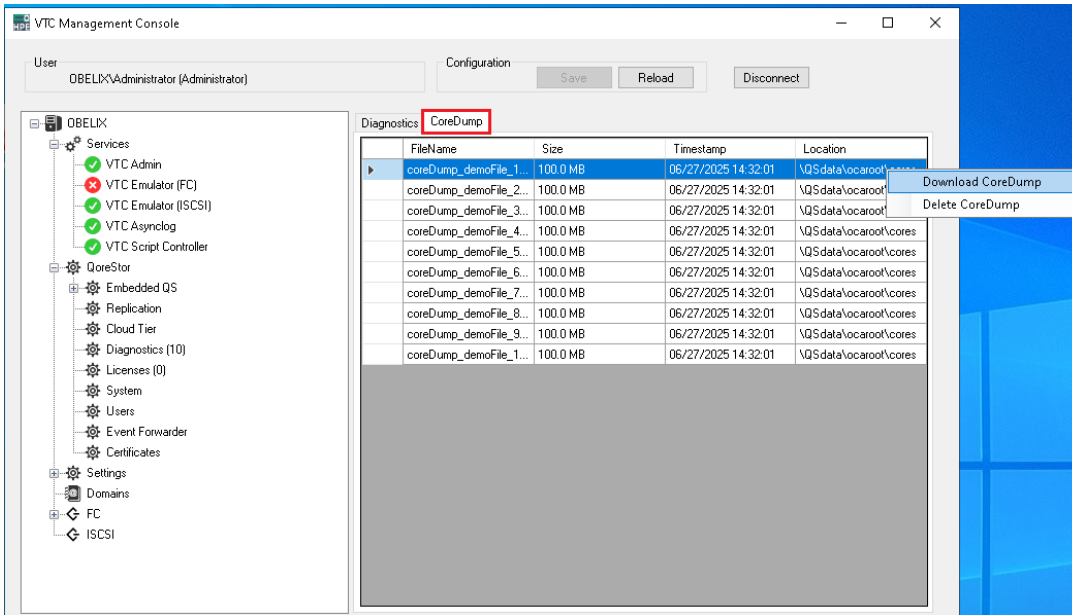 HPE VTC Management Console
User
OBELIX\Administrator (Administrator)
Configuration
Save Reload Disconnect
OBELIX
Services
VTC Admin
VTC Emulator (FC)
VTC Emulator (ISCSI)
VTC Asynclog
VTC Script Controller
QoreStor
Embedded QS
Replication
Cloud Tier
Diagnostics (10)
Licenses (0)
System
Users
Event Forwarder
Certificates
Settings
Domains
FC
ISCSI
Diagnostics CoreDump
FileName Size Timestamp Location
coreDump_demoFile_1... 100.0 MB 06/27/2025 14:32:01 \QSdata\ocaroot\cores
coreDump_demoFile_2... 100.0 MB 06/27/2025 14:32:01 \QSdata\ocaroot\
coreDump_demoFile_3... 100.0 MB 06/27/2025 14:32:01 \QSdata\ocaroot\
coreDump_demoFile_4... 100.0 MB 06/27/2025 14:32:01 \QSdata\ocaroot\cores
coreDump_demoFile_5... 100.0 MB 06/27/2025 14:32:01 \QSdata\ocaroot\cores
coreDump_demoFile_6... 100.0 MB 06/27/2025 14:32:01 \QSdata\ocaroot\cores
coreDump_demoFile_7... 100.0 MB 06/27/2025 14:32:01 \QSdata\ocaroot\cores
coreDump_demoFile_8... 100.0 MB 06/27/2025 14:32:01 \QSdata\ocaroot\cores
coreDump_demoFile_9... 100.0 MB 06/27/2025 14:32:01 \QSdata\ocaroot\cores
coreDump_demoFile_1... 100.0 MB 06/27/2025 14:32:01 \QSdata\ocaroot\cores
Download CoreDump
Delete CoreDump